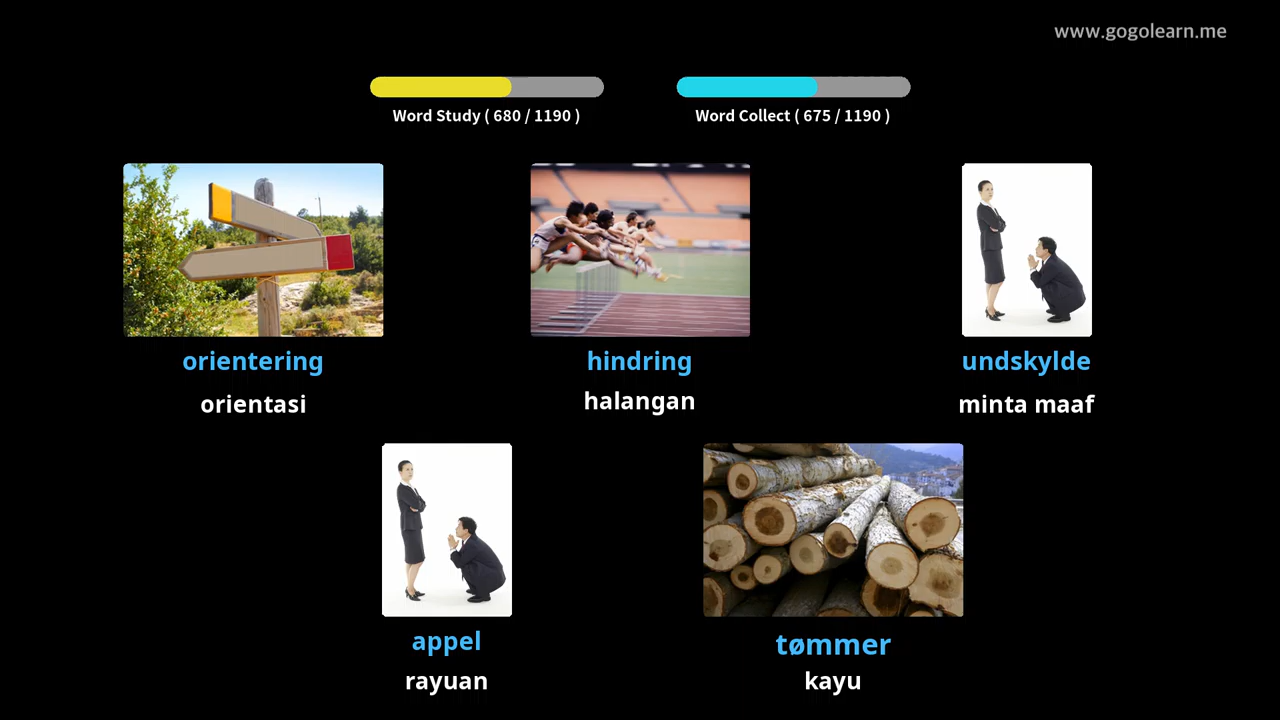 www.gogolearn.me
Word Study ( 680 / 1190 )
Word Collect ( 675 / 1190 )
orientering
orientasi
hindring
halangan
undskylde
minta maaf
appel
rayuan
tømmer
kayu